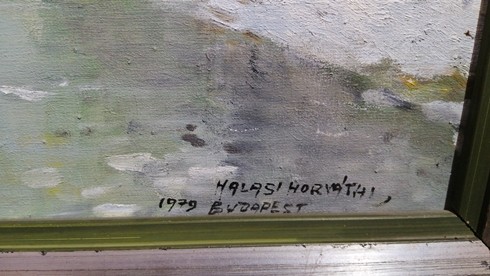 HALASI HORVÁTH I,
1979 BUDAPEST